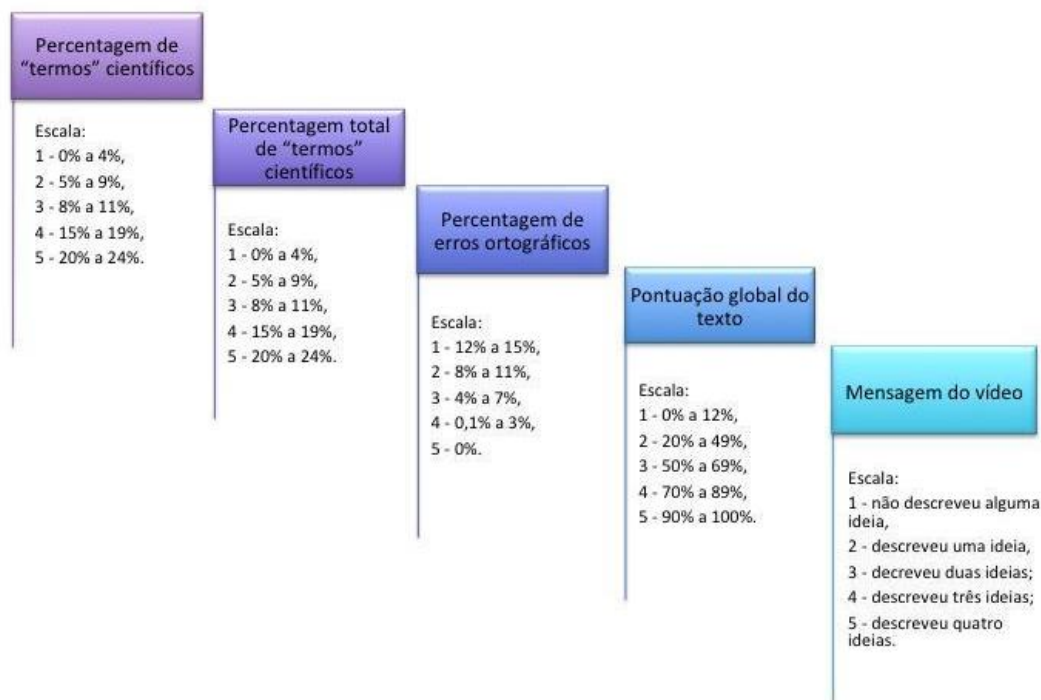 Percentagem de
“termos” científicos
Escala:
1 - 0% a 4%,
2 - 5% a 9%,
3 - 8% a 11%,
4 - 15% a 19%,
5 - 20% a 24%.
Percentagem total
de “termos”
científicos
Escala:
1 - 0% a 4%,
2 - 5% a 9%,
3 - 8% a 11%,
4 - 15% a 19%,
5 - 20% a 24%.
Percentagem de
erros ortográficos
Escala:
1 - 12% a 15%,
2 - 8% a 11%,
3 - 4% a 7%,
4 - 0,1% a 3%,
5 - 0%.
Pontuação global do
texto
Escala:
1 - 0% a 12%,
2 - 20% a 49%,
3 - 50% a 69%,
4 - 70% a 89%,
5 - 90% a 100%.
Mensagem do vídeo
Escala:
1 - não descreveu alguma
ideia,
2 - descreveu uma ideia,
3 - decreveu duas ideias;
4 - descreveu três ideias;
5 - descreveu quatro
ideias.